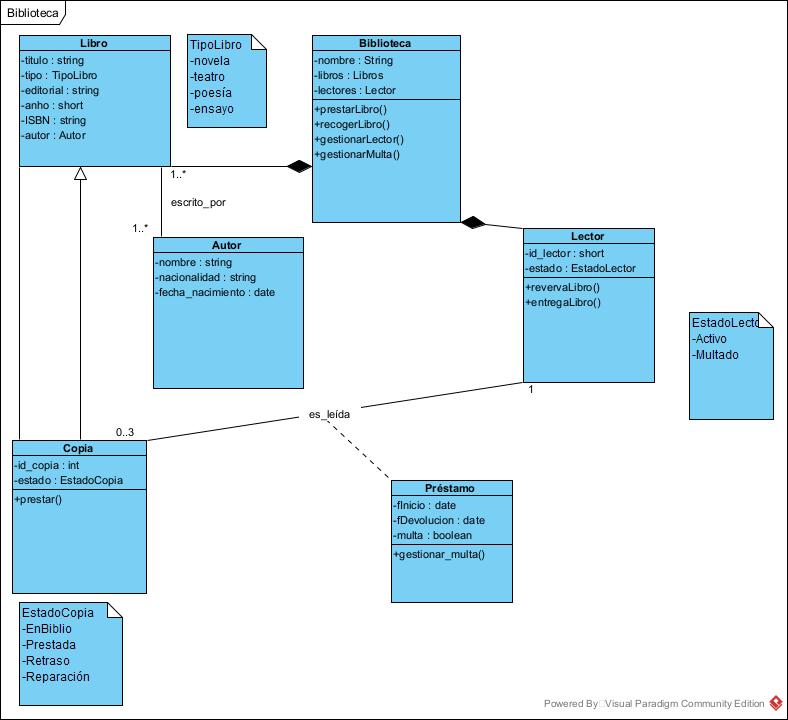 Biblioteca
Libro
-titulo : string
-tipo : TipoLibro
-editorial : string
-anho : short
-ISBN : string
-autor : Autor
TipoLibro
-novela
-teatro
-poesía
-ensayo
Biblioteca
-nombre : String
-libros : Libros
-lectores : Lector
+prestarLibro()
+recogerLibro()
+gestionarLector()
+gestionarMulta()
1..*
escrito_por
1..*
Autor
-nombre : string
-nacionalidad : string
-fecha_nacimiento : date
Lector
-id_lector : short
-estado : EstadoLector
+revervaLibro()
+entregaLibro()
EstadoLecto
-Activo
-Multado
1
es_leída
0..3
Copia
-id_copia : int
-estado : EstadoCopia
+prestar()
Préstamo
-fInicio : date
-fDevolucion : date
-multa : boolean
+gestionar_multa()
EstadoCopia
-EnBiblio
-Prestada
-Retraso
-Reparación
Powered By Visual Paradigm Community Edition